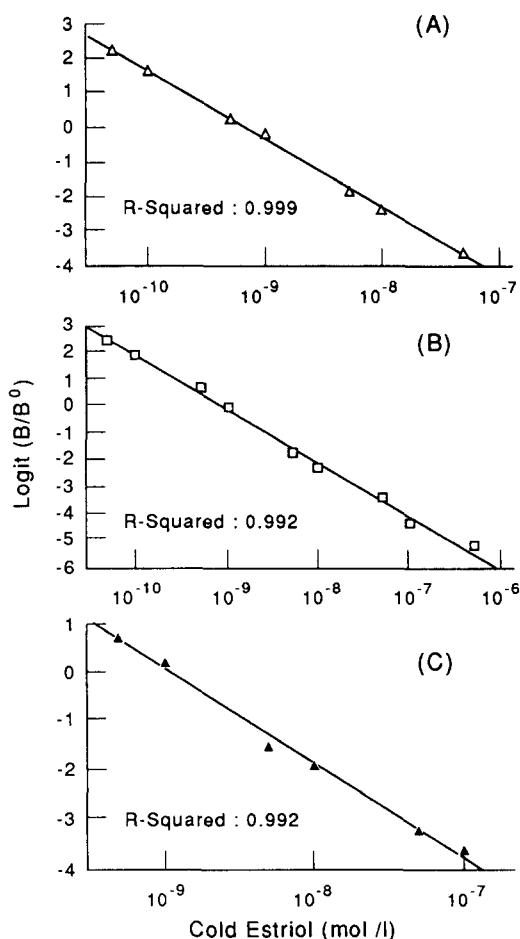 (A)
3
2
1
0
-1
-2
-3
-4
R-Squared : 0.999
10⁻¹⁰ 10⁻⁹ 10⁻⁸ 10⁻⁷
(B)
3
2
1
0
-1
-2
-3
-4
-5
-6
Logit (B/B⁰)
R-Squared : 0.992
10⁻¹⁰ 10⁻⁹ 10⁻⁸ 10⁻⁷ 10⁻⁶
(C)
1
0
-1
-2
-3
-4
R-Squared : 0.992
10⁻⁹ 10⁻⁸ 10⁻⁷
Cold Estriol (mol /l)